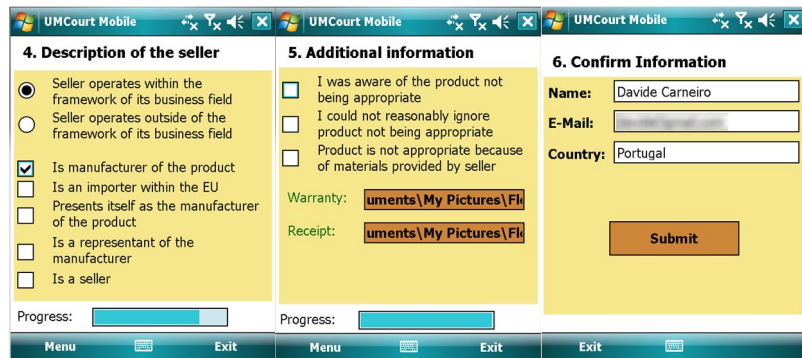 UMCourt Mobile
4. Description of the seller
Seller operates within the
framework of its business field
Seller operates outside of the
framework of its business field
Is manufacturer of the product
Is an importer within the EU
Presents itself as the manufacturer
of the product
Is a representant of the
manufacturer
Is a seller
Progress:
Menu
Exit
UMCourt Mobile
5. Additional information
I was aware of the product not
being appropriate
I could not reasonably ignore
product not being appropriate
Product is not appropriate because
of materials provided by seller
Warranty: uments\My Pictures\Fl
Receipt: uments\My Pictures\Fl
Progress:
Menu
Exit
UMCourt Mobile
6. Confirm Information
Name: Davide Carneiro
E-Mail:
Country: Portugal
Submit
Exit